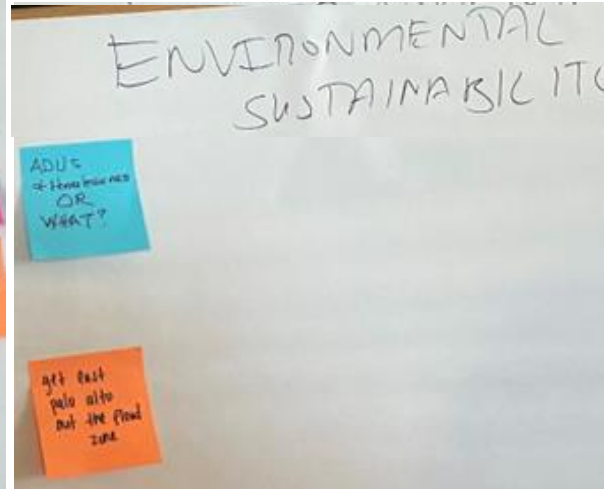 ENVIRONMENTAL
SUSTAINABILITY
ADUs
OR
WHAT?
get east
palo alto
out the flood
zone